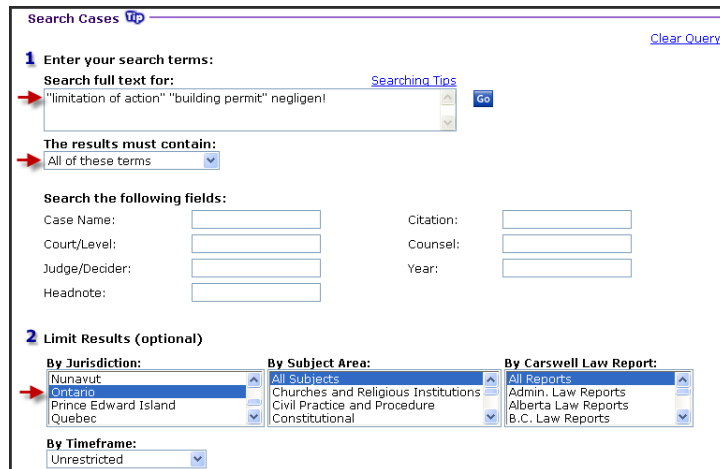 Search Cases Tip
Clear Query
1 Enter your search terms:
Search full text for: Searching Tips
"limitation of action" "building permit" negligen!
Go
The results must contain:
All of these terms
Search the following fields:
Case Name: Citation:
Court/Level: Counsel:
Judge/Decider: Year:
Headnote:
2 Limit Results (optional)
By Jurisdiction: By Subject Area: By Carswell Law Report:
Nunavut All Subjects All Reports
Ontario Churches and Religious Institutions Admin. Law Reports
Prince Edward Island Civil Practice and Procedure Alberta Law Reports
Quebec Constitutional B.C. Law Reports
By Timeframe:
Unrestricted